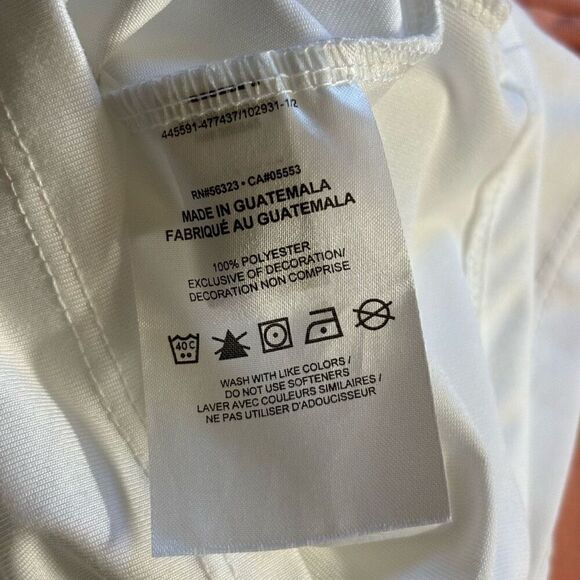 445591-477437/102931-1/2
RN#56323 • CA#05553
MADE IN GUATEMALA
FABRIQUÉ AU GUATEMALA
100% POLYESTER
EXCLUSIVE OF DECORATION/
DECORATION NON COMPRISE
40C
WASH WITH LIKE COLORS /
DO NOT USE SOFTENERS
LAVER AVEC COULEURS SIMILAIRES /
NE PAS UTILISER D'ADOUCISSEUR